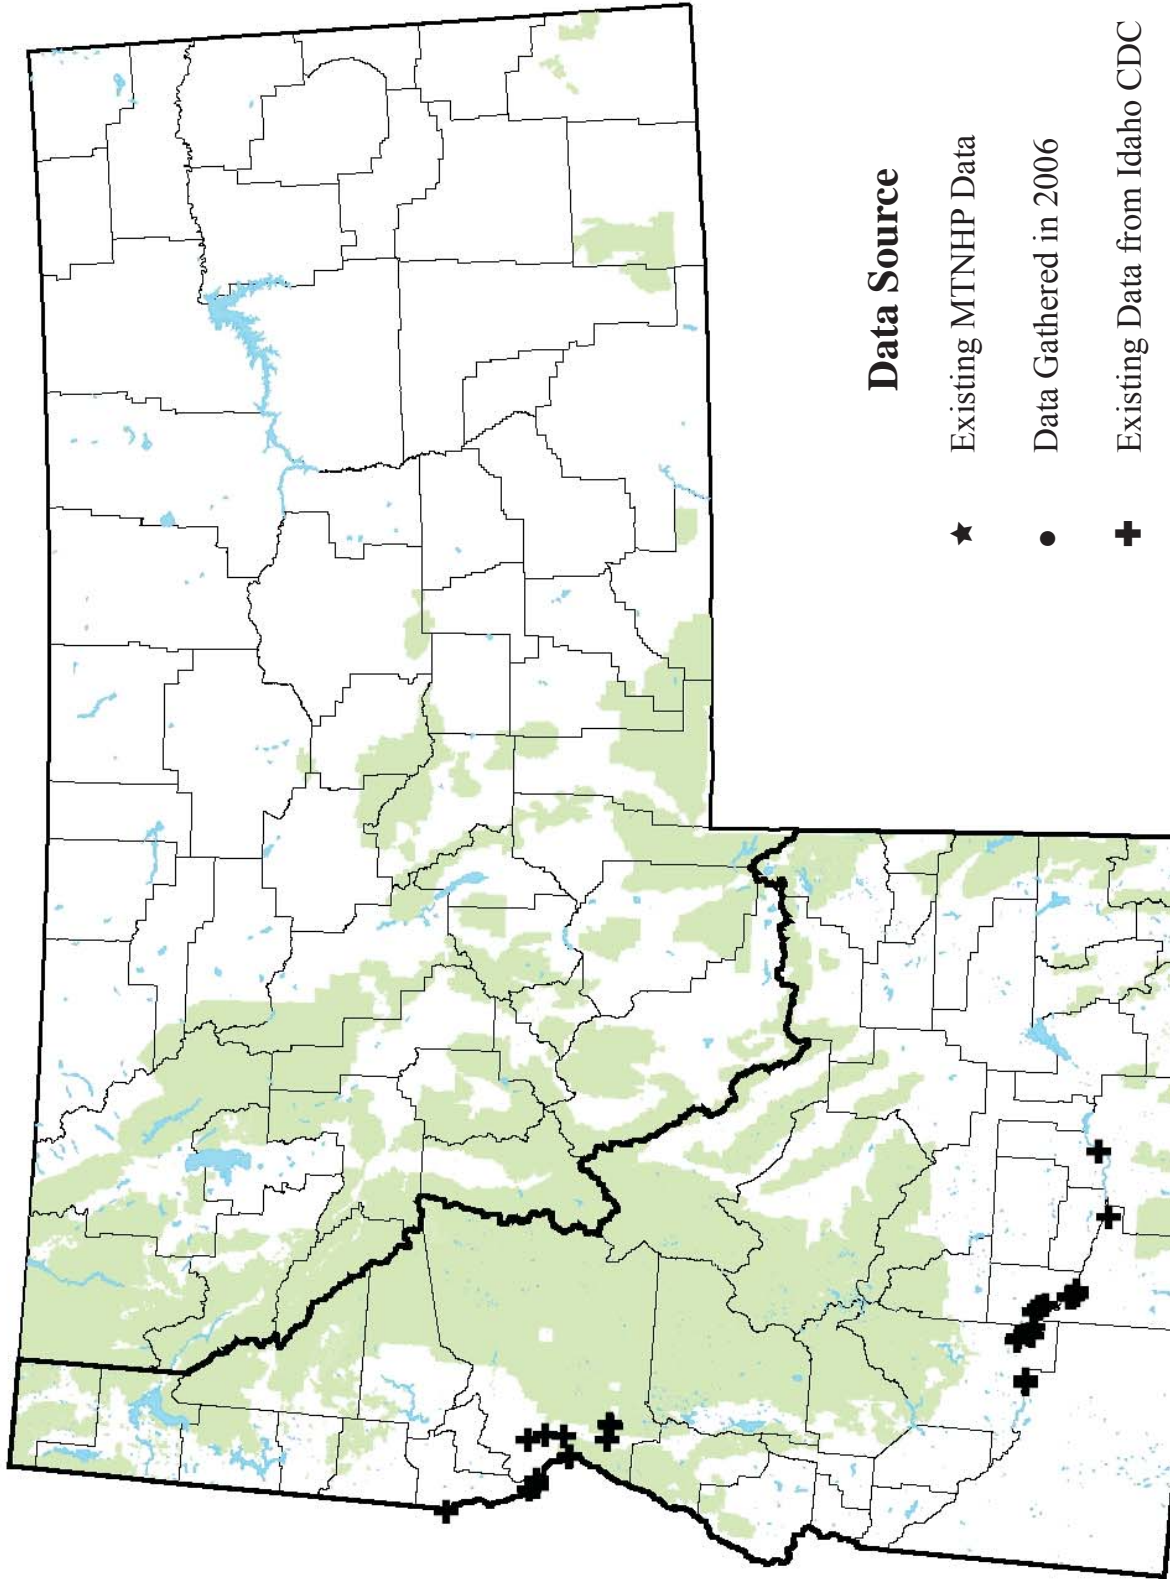 Data Source
Existing MTNHP Data
Data Gathered in 2006
Existing Data from Idaho CDC